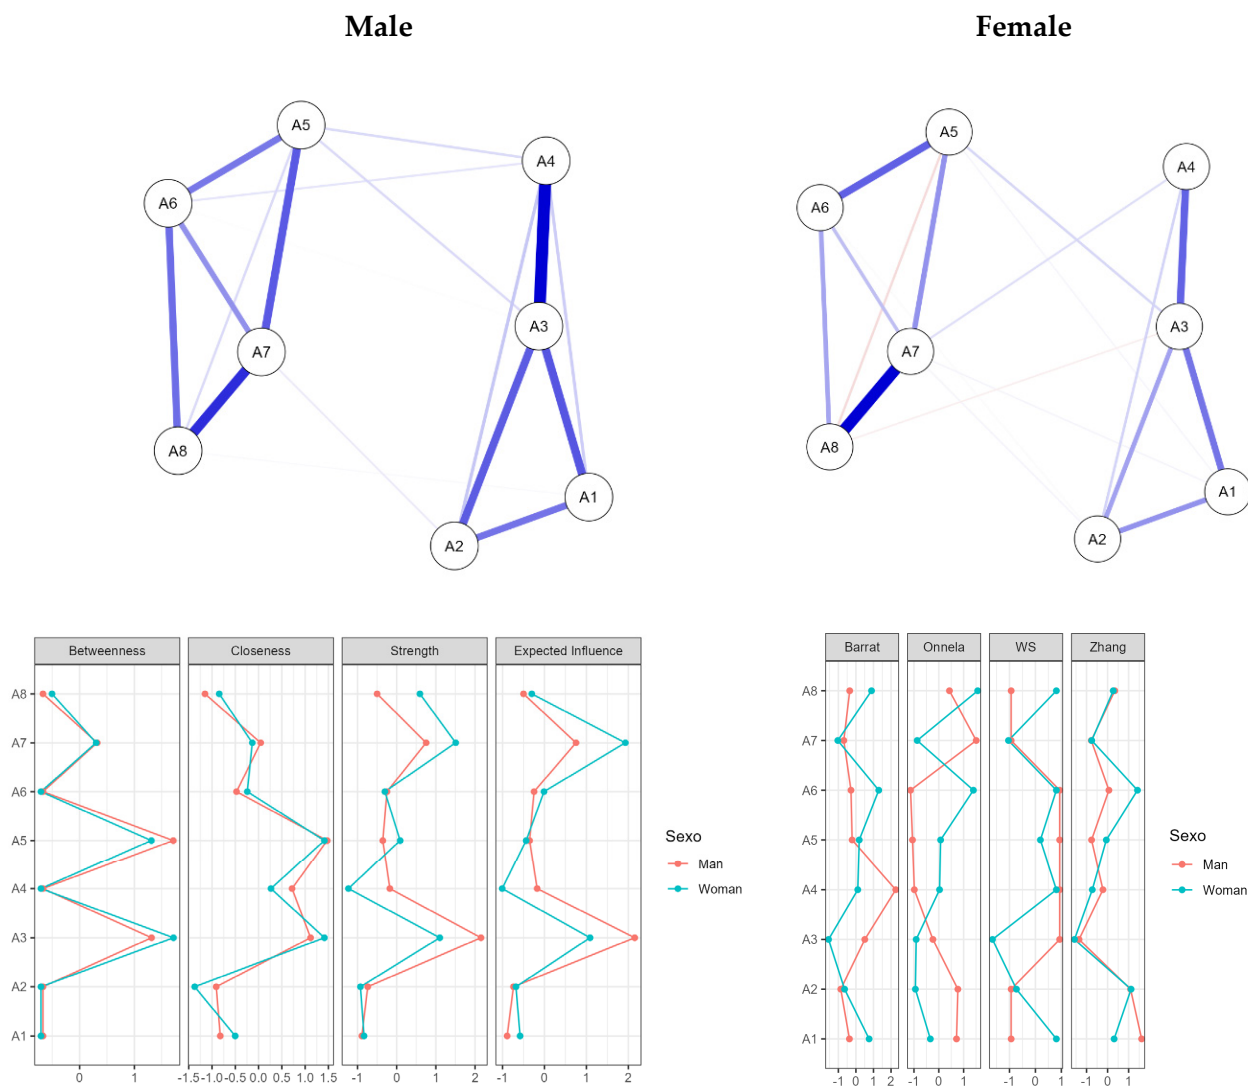 Male
Female
A5
A4
A6
A3
A7
A8
A1
A2
A5
A4
A6
A3
A7
A8
A1
A2
Betweenness
Closeness
Strength
Expected Influence
A8
A7
A6
A5
A4
A3
A2
A1
0
1
-1.5
-1.0
-0.5
0.0
0.5
1.0
1.5
-1
0
1
2
-1
0
1
2
Sexo
Man
Woman
Barrat
Onnela
WS
Zhang
A8
A7
A6
A5
A4
A3
A2
A1
-1
0
1
2
-1
0
1
-1
0
1
-1
0
1
Sexo
Man
Woman